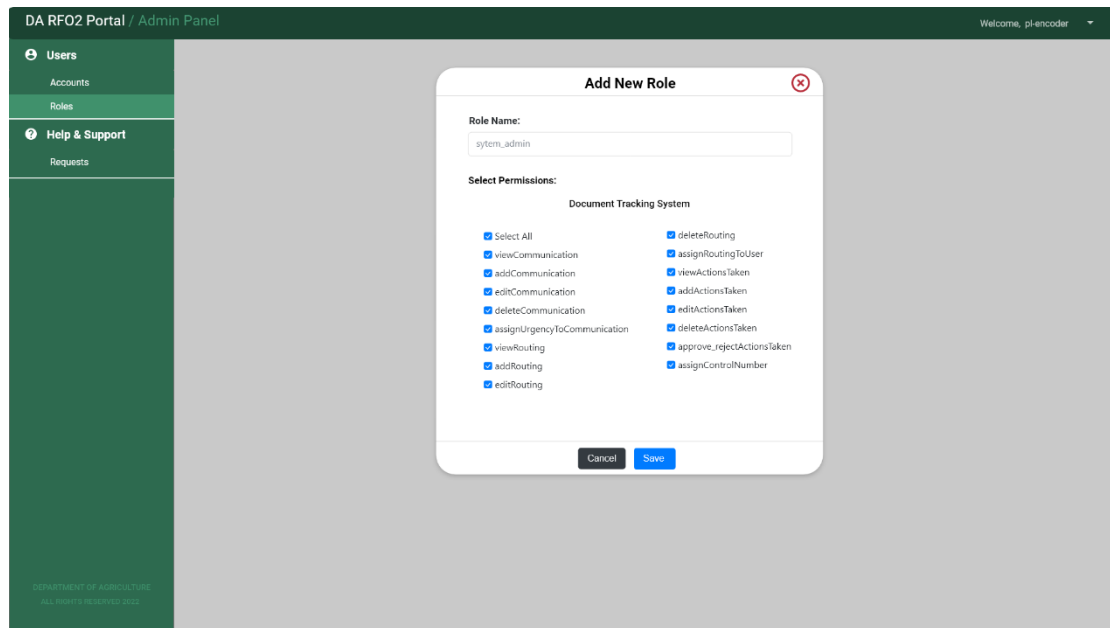 DA RFO2 Portal / Admin Panel
Welcome, pl-encoder
Users
Accounts
Roles
Help & Support
Requests
DEPARTMENT OF AGRICULTURE
ALL RIGHTS RESERVED 2022
Add New Role
Role Name:
sytem_admin
Select Permissions:
Document Tracking System
Select All
viewCommunication
addCommunication
editCommunication
deleteCommunication
assignUrgencyToCommunication
viewRouting
addRouting
editRouting
deleteRouting
assignRoutingToUser
viewActionsTaken
addActionsTaken
editActionsTaken
deleteActionsTaken
approve_rejectActionsTaken
assignControlNumber
Cancel
Save